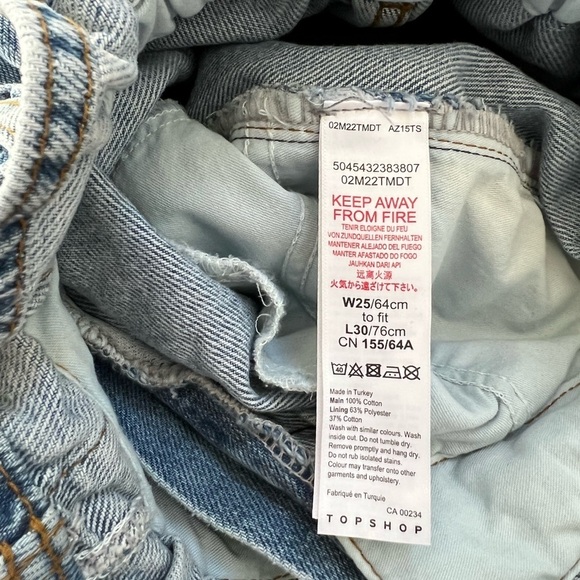 02M22TMDT AZ15TS
5045432383807
02M22TMDT
KEEP AWAY
FROM FIRE
TENIR ELOIGNE DU FEU
VON ZUNDQUELLEN FERNHALTEN
MANTENER ALEJADO DEL FUEGO
MANTER AFASTADO DO FOGO
JAUHKAN DARI API
远离火源
火気から遠ざけて下さい。
W25/64cm
to fit
L30/76cm
CN 155/64A
40
Made in Turkey
Main 100% Cotton
Lining 63% Polyester
37% Cotton
Wash with similar colours. Wash
inside out. Do not tumble dry.
Remove promptly and hang dry.
Do not rub isolated stains.
Colour may transfer onto other
garments and upholstery.
Fabriqué en Turquie
CA 00234
TOPSHOP